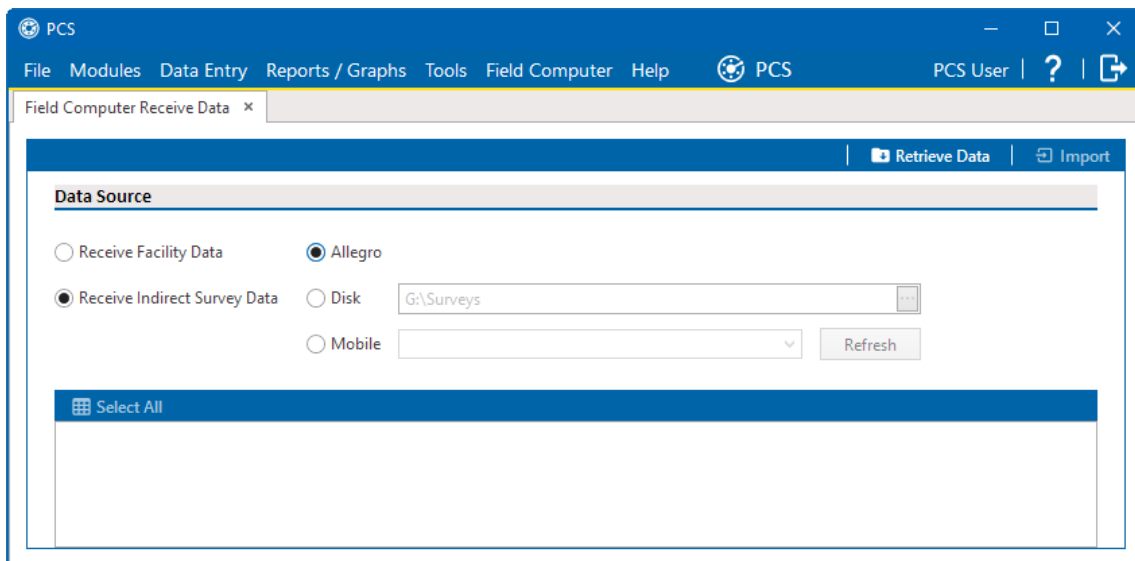 PCS
File Modules Data Entry Reports / Graphs Tools Field Computer Help PCS PCS User | ? |
Field Computer Receive Data ×
Retrieve Data Import
Data Source
Receive Facility Data Allegro
Receive Indirect Survey Data Disk G:\Surveys ...
Mobile Refresh
Select All